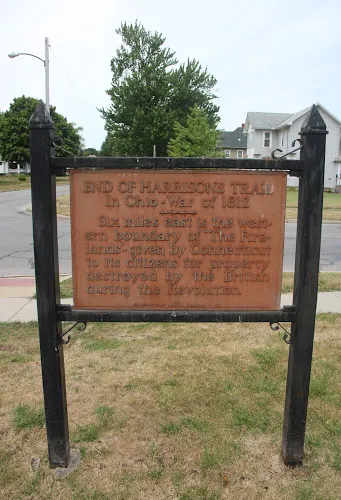 END OF HARRISON'S TRAIL
In Ohio-War of 1812
Six miles east is the west-
ern boundary of "The Fire-
lands"-given by Connecticut
to its citizens for property
destroyed by the British
during the Revolution.